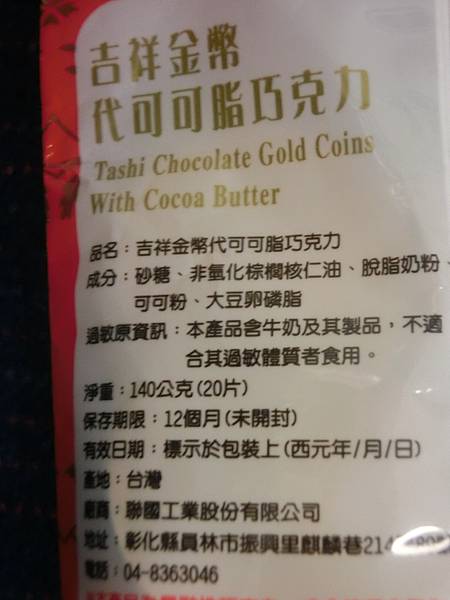 吉祥金幣
代可可脂巧克力
Tashi Chocolate Gold Coins
With Cocoa Butter
品名：吉祥金幣代可可脂巧克力
成分：砂糖、非氫化棕櫚核仁油、脫脂奶粉、
可可粉、大豆卵磷脂
過敏原資訊：本產品含牛奶及其製品，不適
合其過敏體質者食用。
淨重：140公克(20片)
保存期限：12個月(未開封)
有效日期：標示於包裝上(西元年/月/日)
產地：台灣
廠商：聯國工業股份有限公司
地址：彰化縣員林市振興里麒麟巷214
電話：04-8363046